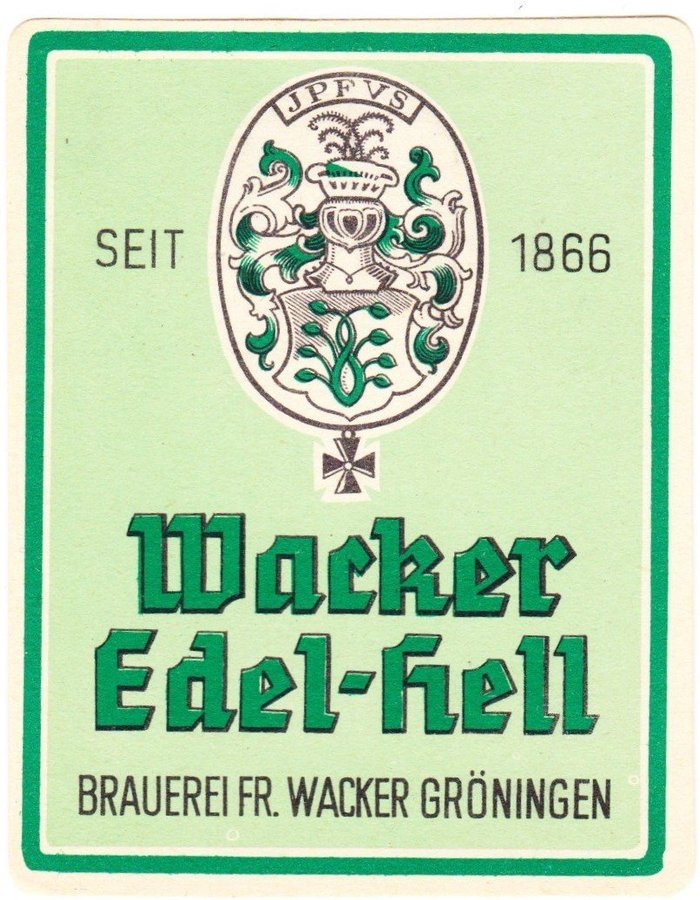 JPFVS
SEIT 1866
Wacker
Edel-Hell
BRAUEREI FR. WACKER GRÖNINGEN